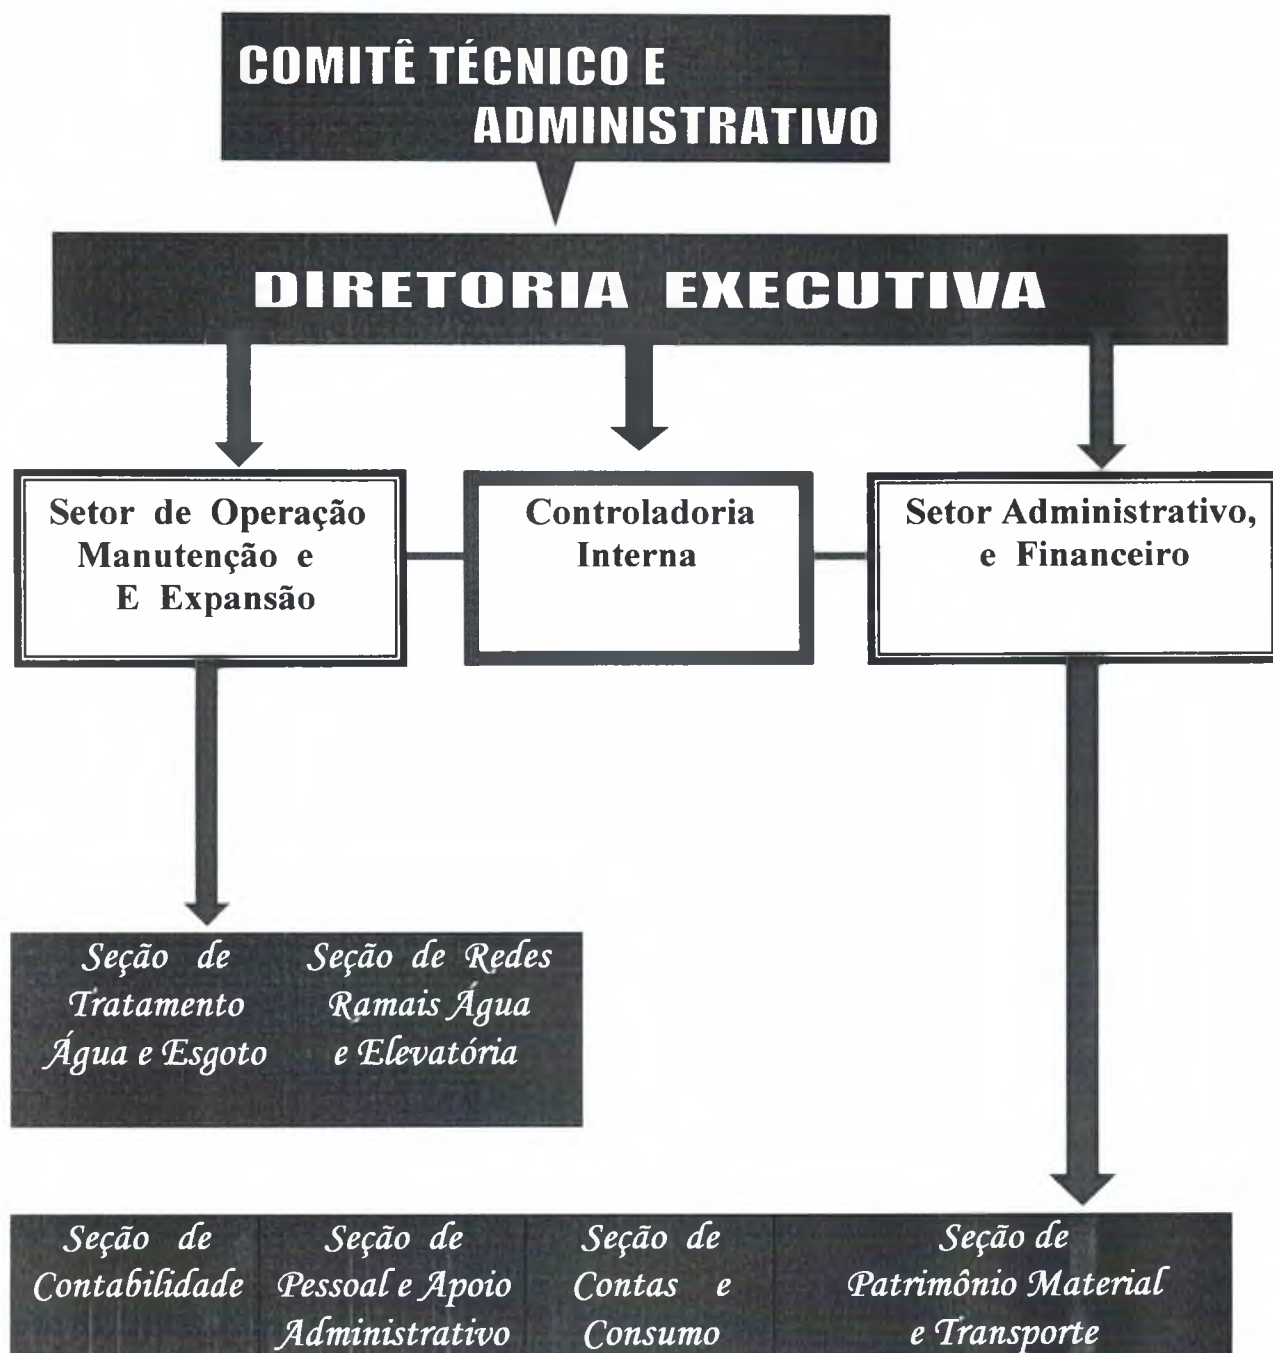 COMITÊ TÉCNICO E
ADMINISTRATIVO
DIRETORIA EXECUTIVA
Setor de Operação
Manutenção e
E Expansão
Controladoria
Interna
Setor Administrativo,
e Financeiro
Seção de
Tratamento
Água e Esgoto
Seção de Redes
Ramais Água
e Elevatória
Seção de
Contabilidade
Seção de
Pessoal e Apoio
Administrativo
Seção de
Contas e
Consumo
Seção de
Patrimônio Material
e Transporte